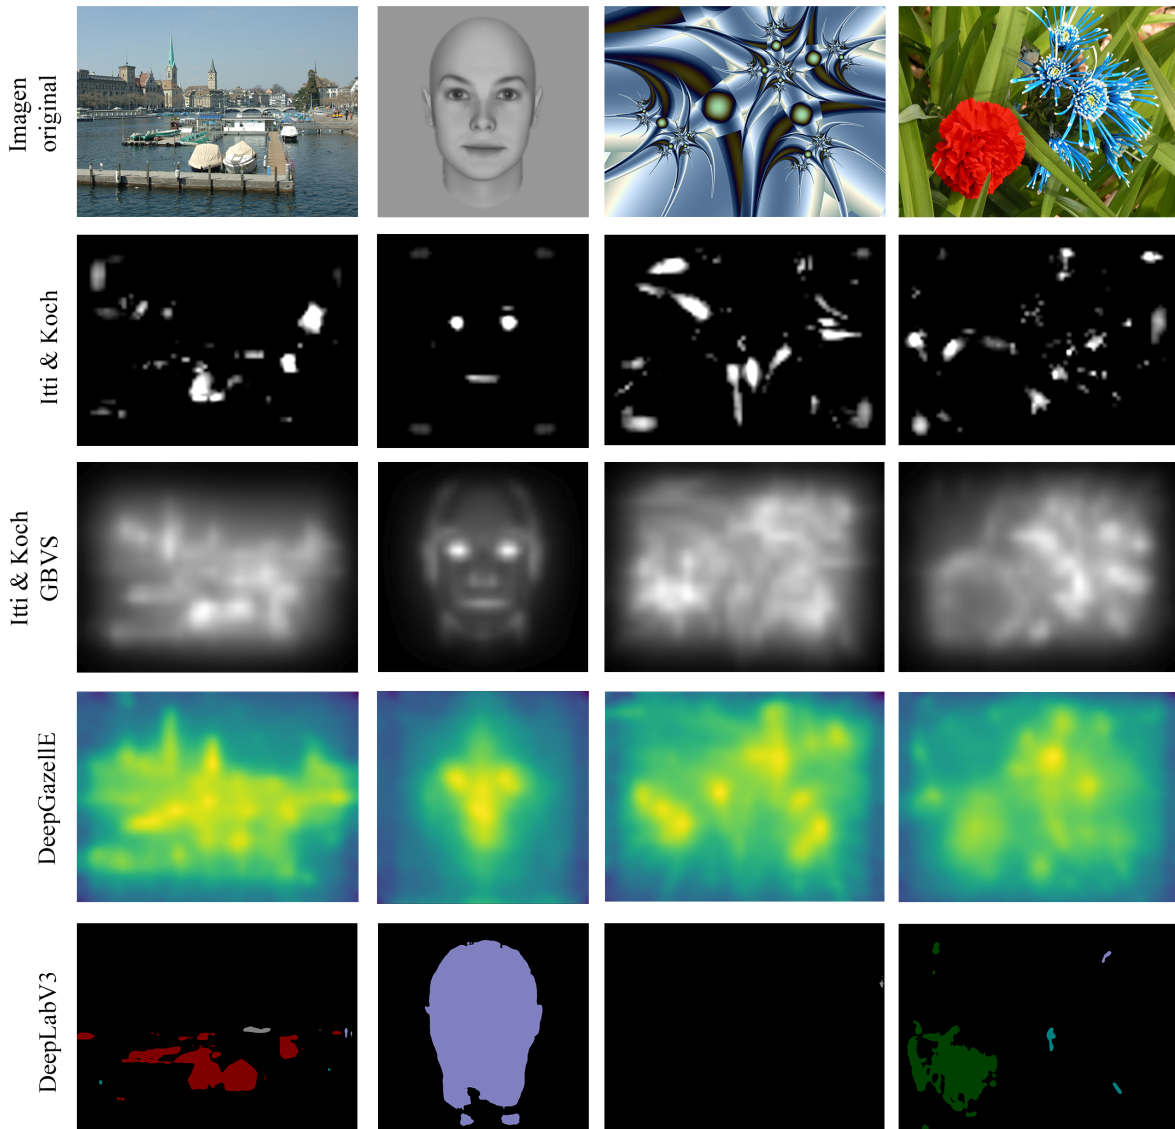 Imagen
original
Itti & Koch
Itti & Koch
GBVS
DeepGazeIIE
DeepLabV3